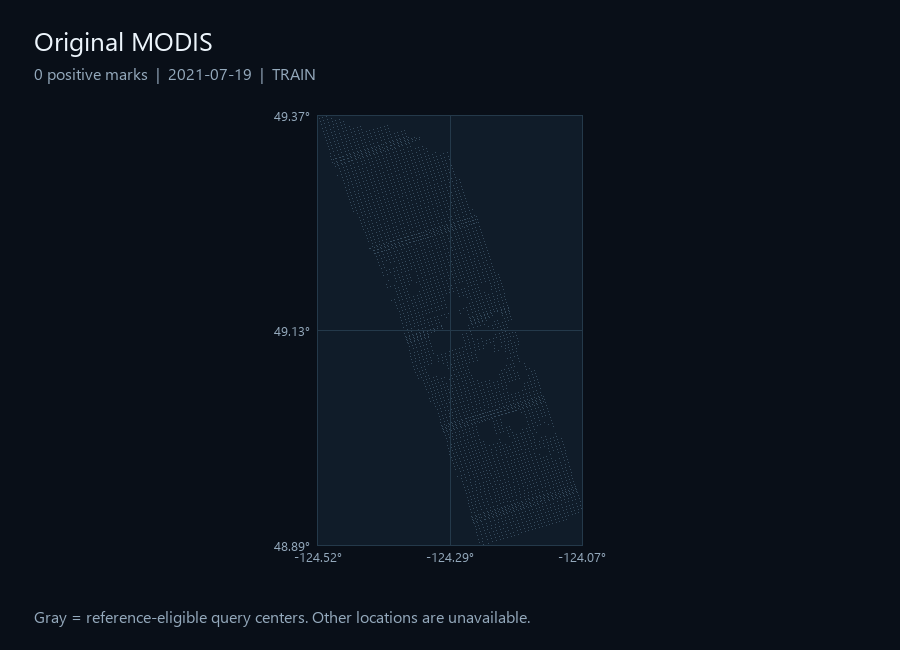 Original MODIS
0 positive marks | 2021-07-19 | TRAIN
49.37°
49.13°
48.89°
-124.52° -124.29° -124.07°
Gray = reference-eligible query centers. Other locations are unavailable.